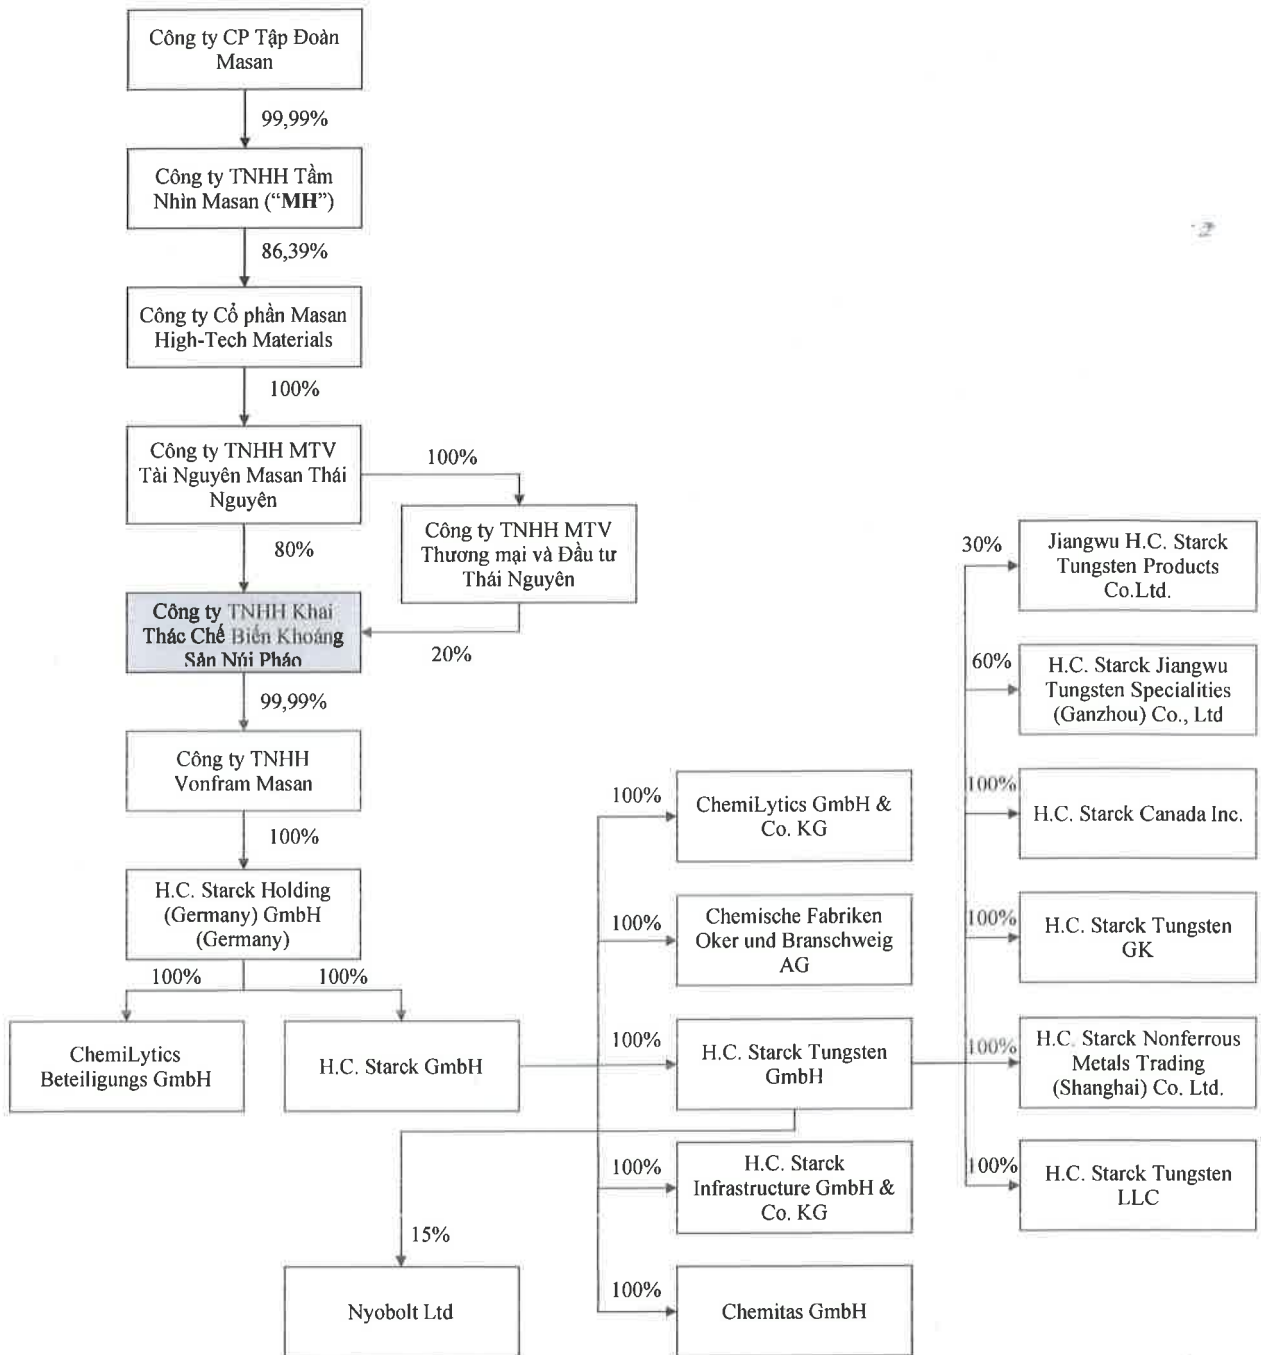 Công ty CP Tập Đoàn
Masan
99,99%
Công ty TNHH Tầm
Nhìn Masan (“MH”)
86,39%
Công ty Cổ phần Masan
High-Tech Materials
100%
Công ty TNHH MTV
Tài Nguyên Masan Thái
Nguyên
100%
Công ty TNHH MTV
Thương mại và Đầu tư
Thái Nguyên
80%
20%
Công ty TNHH Khai
Thác Chế Biến Khoáng
Sản Núi Pháo
99,99%
Công ty TNHH
Vonfram Masan
100%
H.C. Starck Holding
(Germany) GmbH
(Germany)
100%
100%
ChemiLytics
Beteiligungs GmbH
H.C. Starck GmbH
100%
ChemiLytics GmbH &
Co. KG
100%
Chemische Fabriken
Oker und Branschweig
AG
100%
H.C. Starck Tungsten
GmbH
100%
H.C. Starck
Infrastructure GmbH &
Co. KG
100%
Chemitas GmbH
15%
Nyobolt Ltd
30%
Jiangwu H.C. Starck
Tungsten Products
Co.Ltd.
60%
H.C. Starck Jiangwu
Tungsten Specialities
(Ganzhou) Co., Ltd
100%
H.C. Starck Canada Inc.
100%
H.C. Starck Tungsten
GK
100%
H.C. Starck Nonferrous
Metals Trading
(Shanghai) Co. Ltd.
100%
H.C. Starck Tungsten
LLC